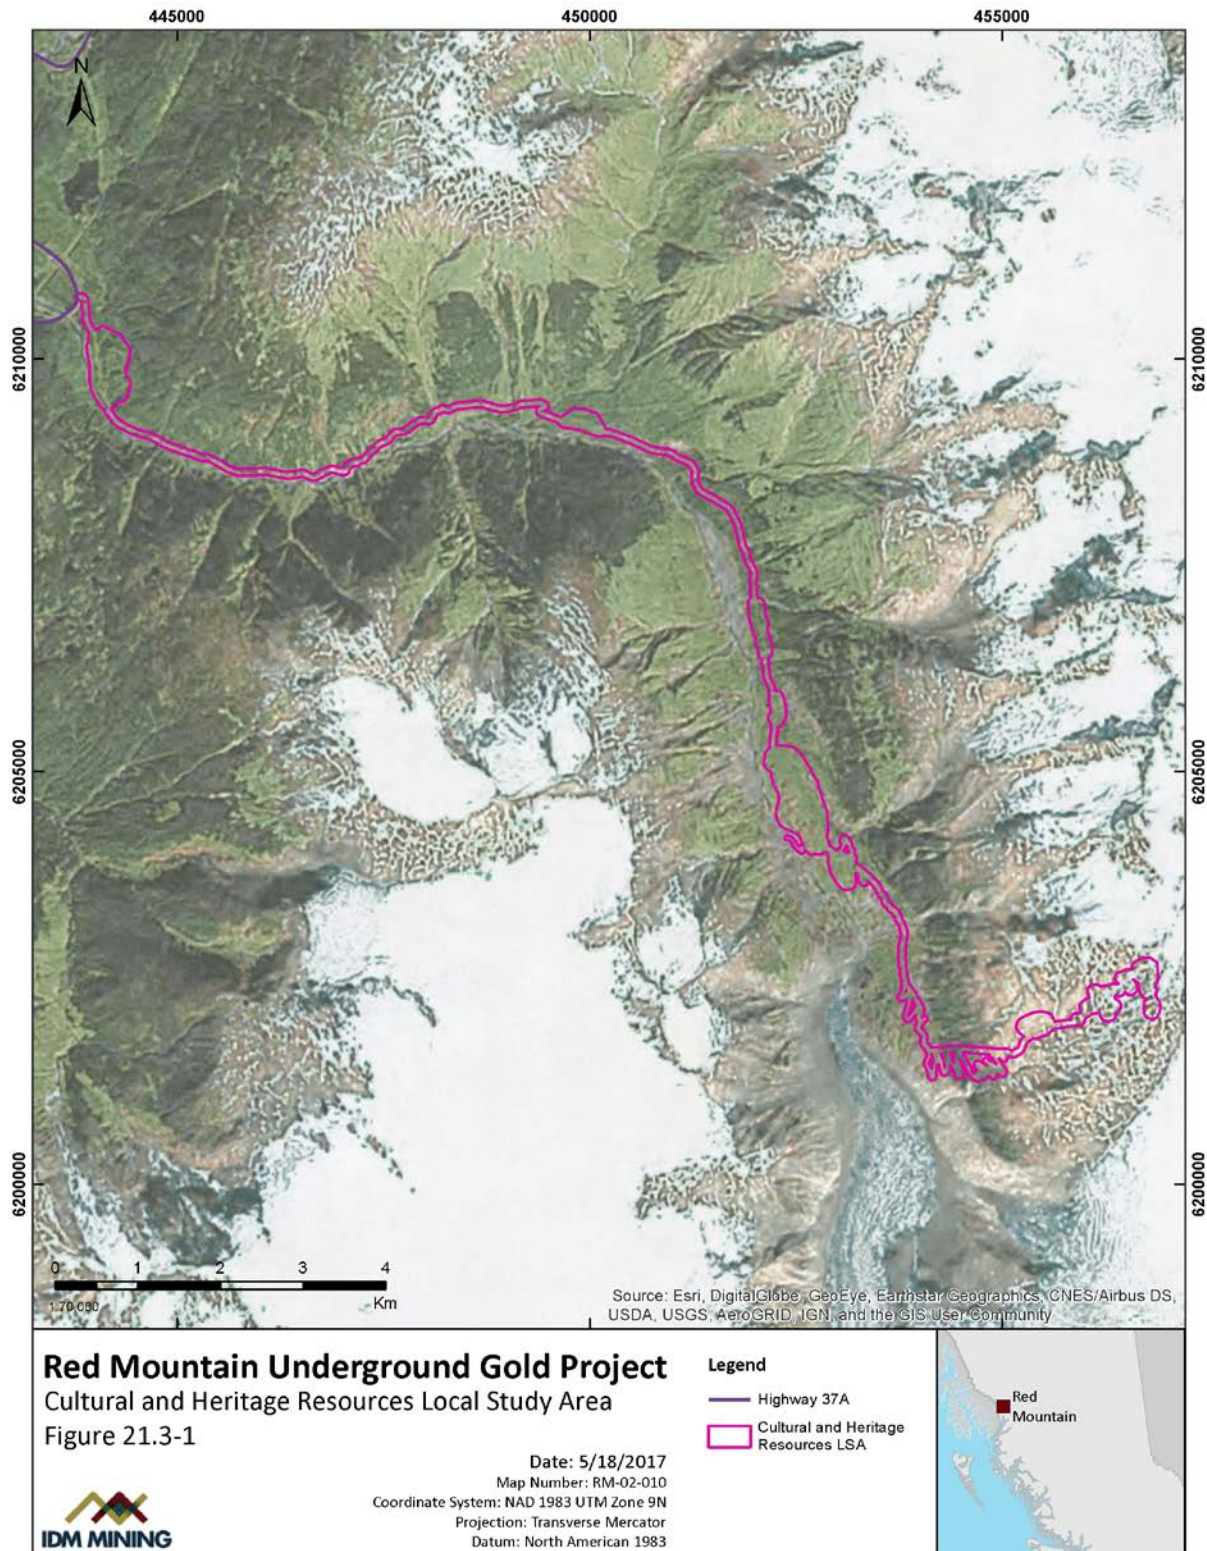 445000 450000 455000
N
6210000 6210000
6205000 6205000
6200000 6200000
0 1 2 3 4
Km
1:70 000
Source: Esri, DigitalGlobe, GeoEye, Earthstar Geographics, CNES/Airbus DS,
USDA, USGS, AeroGRID, IGN, and the GIS User Community
Red Mountain Underground Gold Project
Cultural and Heritage Resources Local Study Area
Figure 21.3-1
Date: 5/18/2017
Map Number: RM-02-010
Coordinate System: NAD 1983 UTM Zone 9N
Projection: Transverse Mercator
Datum: North American 1983
IDM MINING
Legend
Highway 37A
Cultural and Heritage
Resources LSA
Red
Mountain